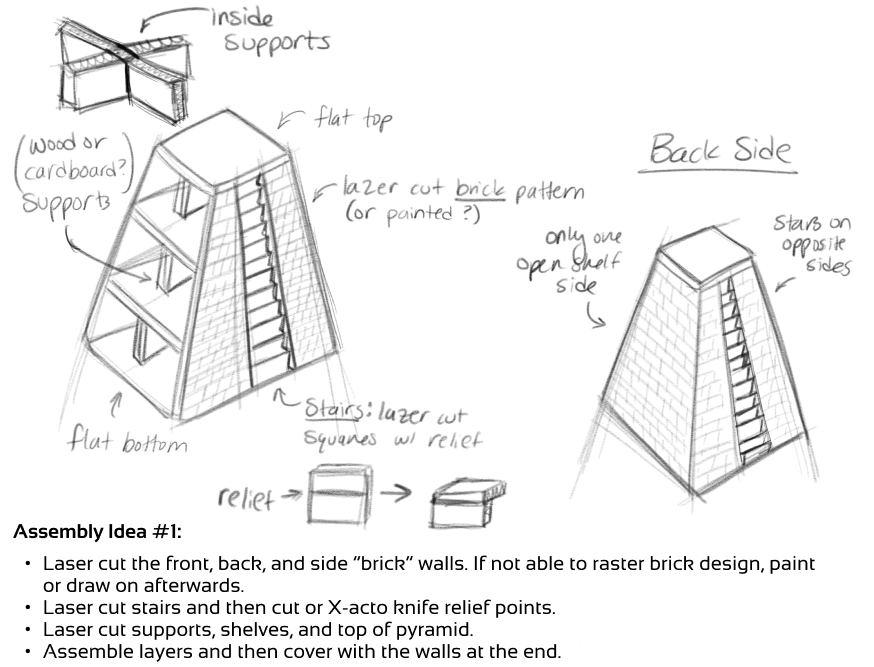 inside
supports
flat top
(wood or
cardboard?)
supports
lazer cut brick pattern
(or painted?)
Back Side
only one
open shelf
side
Stairs on
opposite
sides
flat bottom
Stairs: lazer cut
squares w/ relief
relief
Assembly Idea #1:
• Laser cut the front, back, and side "brick" walls. If not able to raster brick design, paint
or draw on afterwards.
• Laser cut stairs and then cut or X-acto knife relief points.
• Laser cut supports, shelves, and top of pyramid.
• Assemble layers and then cover with the walls at the end.